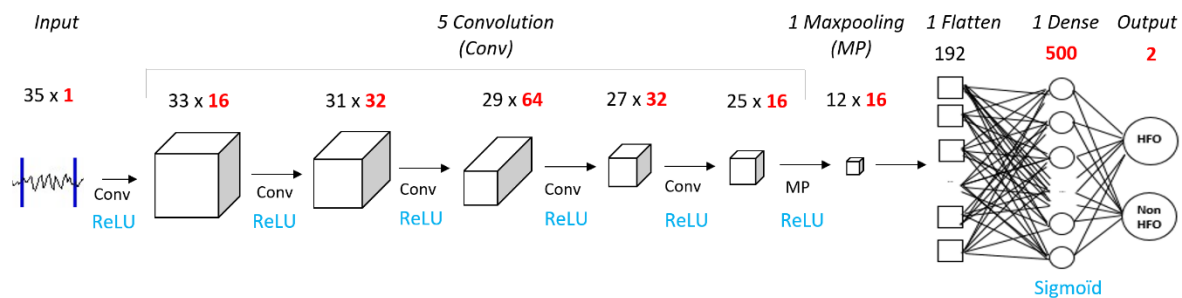 Input
5 Convolution
(Conv)
1 Maxpooling
(MP)
1 Flatten
1 Dense
Output
192
500
2
35 x 1
33 x 16
31 x 32
29 x 64
27 x 32
25 x 16
12 x 16
Conv
ReLU
Conv
ReLU
Conv
ReLU
Conv
ReLU
Conv
ReLU
MP
ReLU
...
...
HFO
Non
HFO
Sigmoïd